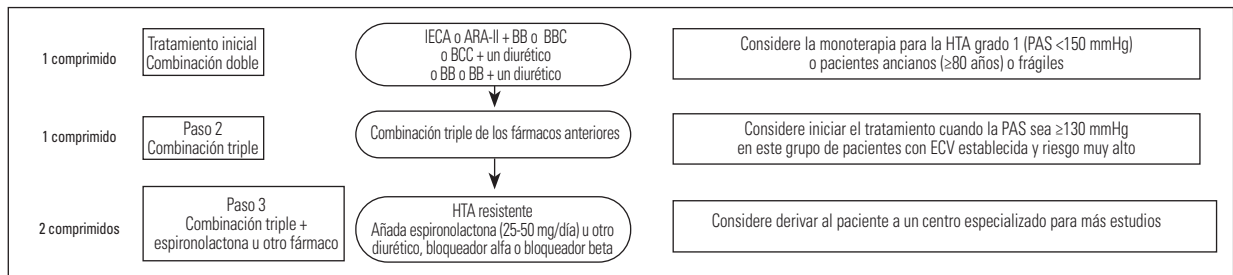 1 comprimido
Tratamiento inicial
Combinación doble
IECA o ARA-II + BB o BBC
o BCC + un diurético
o BB o BB + un diurético
Considere la monoterapia para la HTA grado 1 (PAS <150 mmHg)
o pacientes ancianos (≥80 años) o frágiles
1 comprimido
Paso 2
Combinación triple
Combinación triple de los fármacos anteriores
Considere iniciar el tratamiento cuando la PAS sea ≥130 mmHg
en este grupo de pacientes con ECV establecida y riesgo muy alto
2 comprimidos
Paso 3
Combinación triple +
espironolactona u otro fármaco
HTA resistente
Añada espironolactona (25-50 mg/día) u otro
diurético, bloqueador alfa o bloqueador beta
Considere derivar al paciente a un centro especializado para más estudios